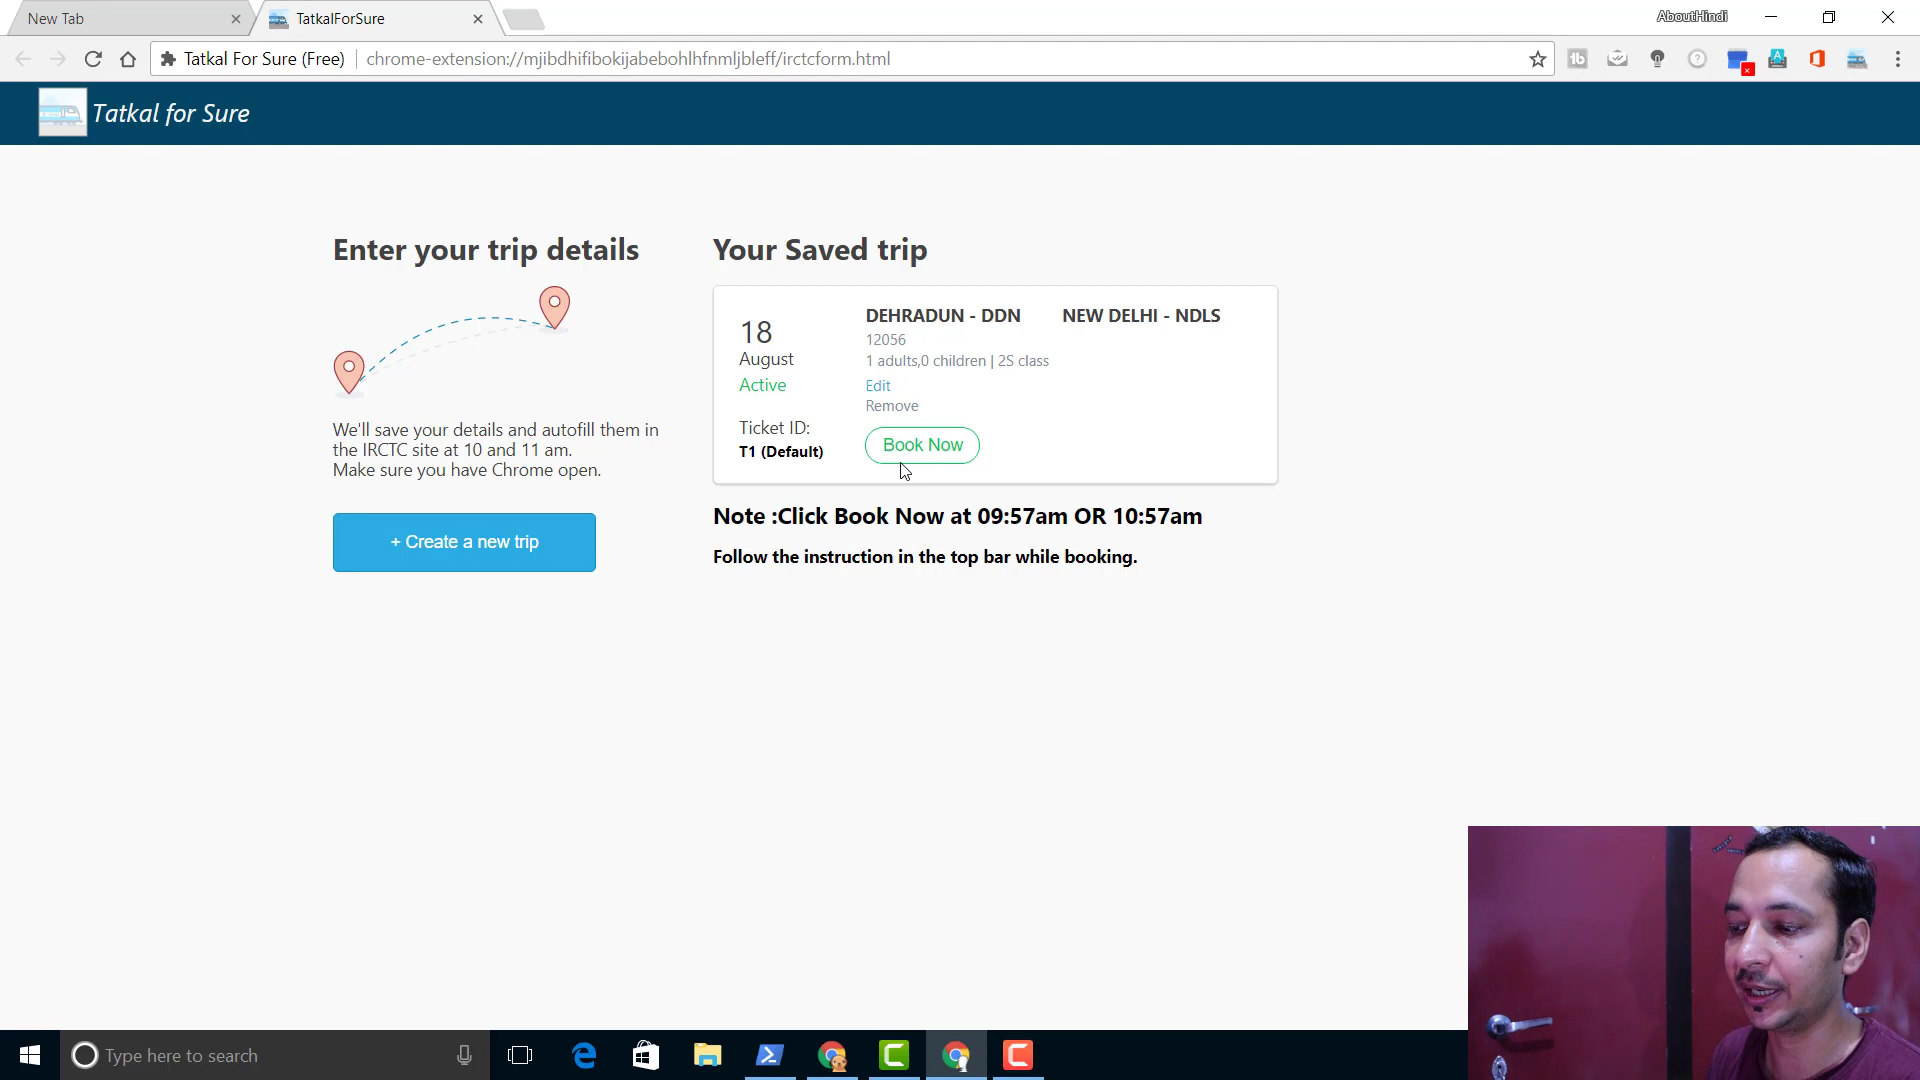 New Tab
TatkalForSure
AboutHindi
Tatkal For Sure (Free)
chrome-extension://mjibdhifibokijabebohlhfnmljbleff/irctcform.html
Tatkal for Sure
Enter your trip details
We'll save your details and autofill them in
the IRCTC site at 10 and 11 am.
Make sure you have Chrome open.
+ Create a new trip
Your Saved trip
18
August
Active
Ticket ID:
T1 (Default)
DEHRADUN - DDN NEW DELHI - NDLS
12056
1 adults,0 children | 2S class
Edit
Remove
Book Now
Note :Click Book Now at 09:57am OR 10:57am
Follow the instruction in the top bar while booking.
Type here to search